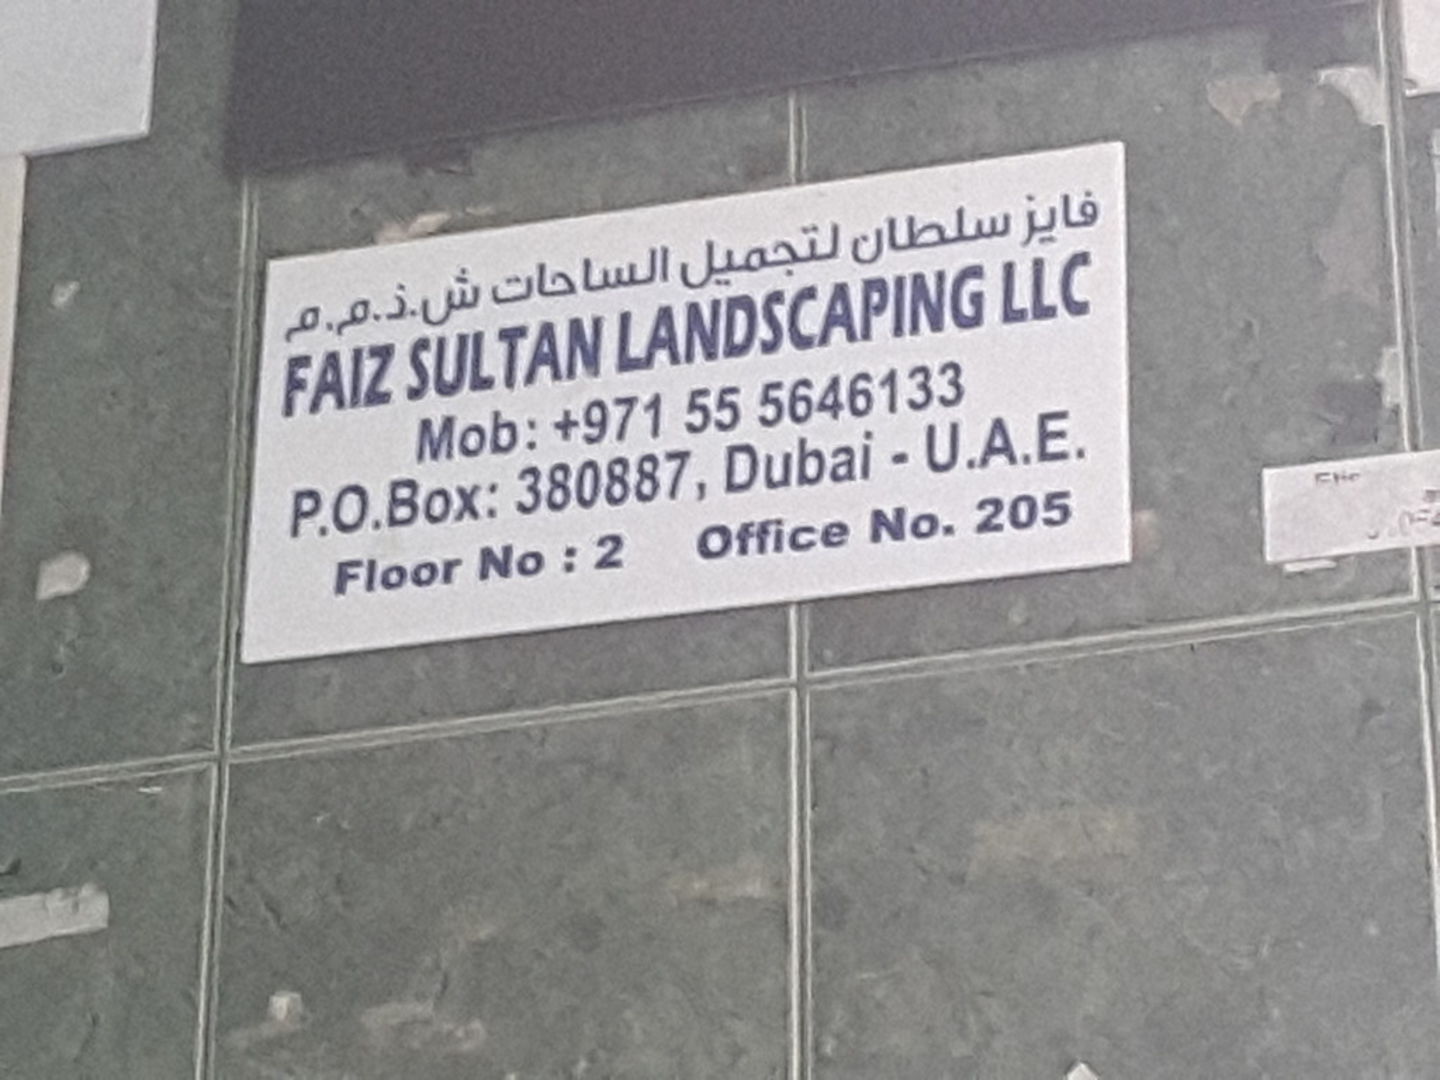 فايز سلطان لتجميل الساحات ش.ذ.م.م
FAIZ SULTAN LANDSCAPING LLC
Mob: +971 55 5646133
P.O.Box: 380887, Dubai - U.A.E.
Floor No : 2 Office No. 205